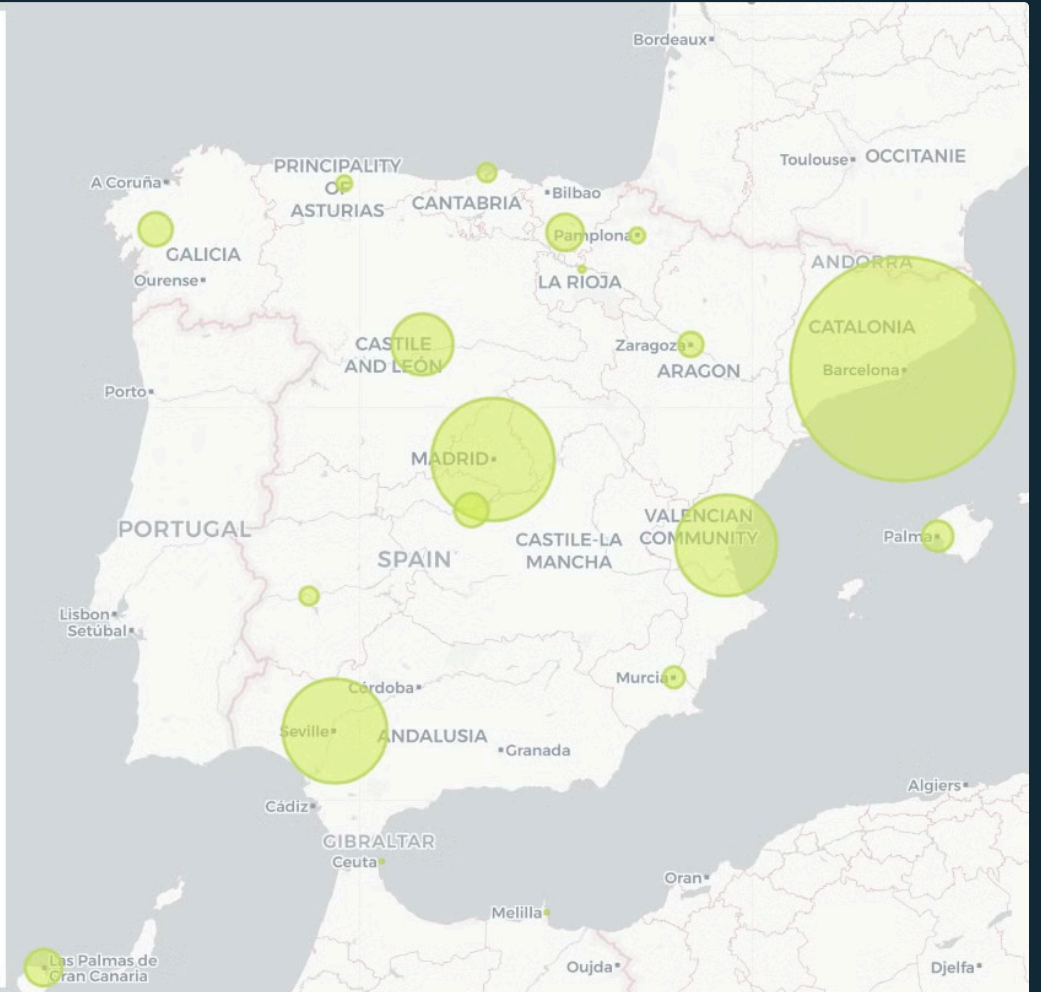 Bordeaux
Toulouse
OCCITANIE
A Coruña
PRINCIPALITY
OF
ASTURIAS
CANTABRIA
Bilbao
Pamplona
GALICIA
Ourense
LA RIOJA
ANDORRA
CATALONIA
Barcelona
CASTILE
AND LEÓN
Zaragoza
ARAGON
Porto
MADRID
PORTUGAL
SPAIN
CASTILE-LA
MANCHA
VALENCIAN
COMMUNITY
Palma
Lisbon
Setúbal
Murcia
Córdoba
Seville
ANDALUSIA
Granada
Cádiz
Algiers
GIBRALTAR
Ceuta
Oran
Melilla
Las Palmas de
Gran Canaria
Oujda
Djelfa